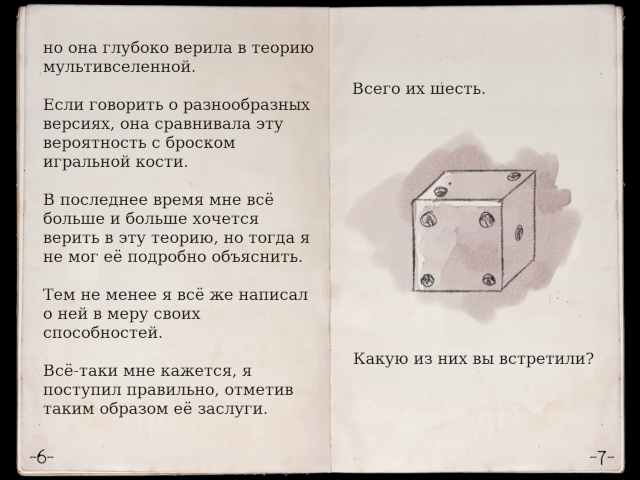 но она глубоко верила в теорию
мультивселенной.
Если говорить о разнообразных
версиях, она сравнивала эту
вероятность с броском
игральной кости.
В последнее время мне всё
больше и больше хочется
верить в эту теорию, но тогда я
не мог её подробно объяснить.
Тем не менее я всё же написал
о ней в меру своих
способностей.
Всё-таки мне кажется, я
поступил правильно, отметив
таким образом её заслуги.
-6-
Всего их шесть.
Какую из них вы встретили?
-7-